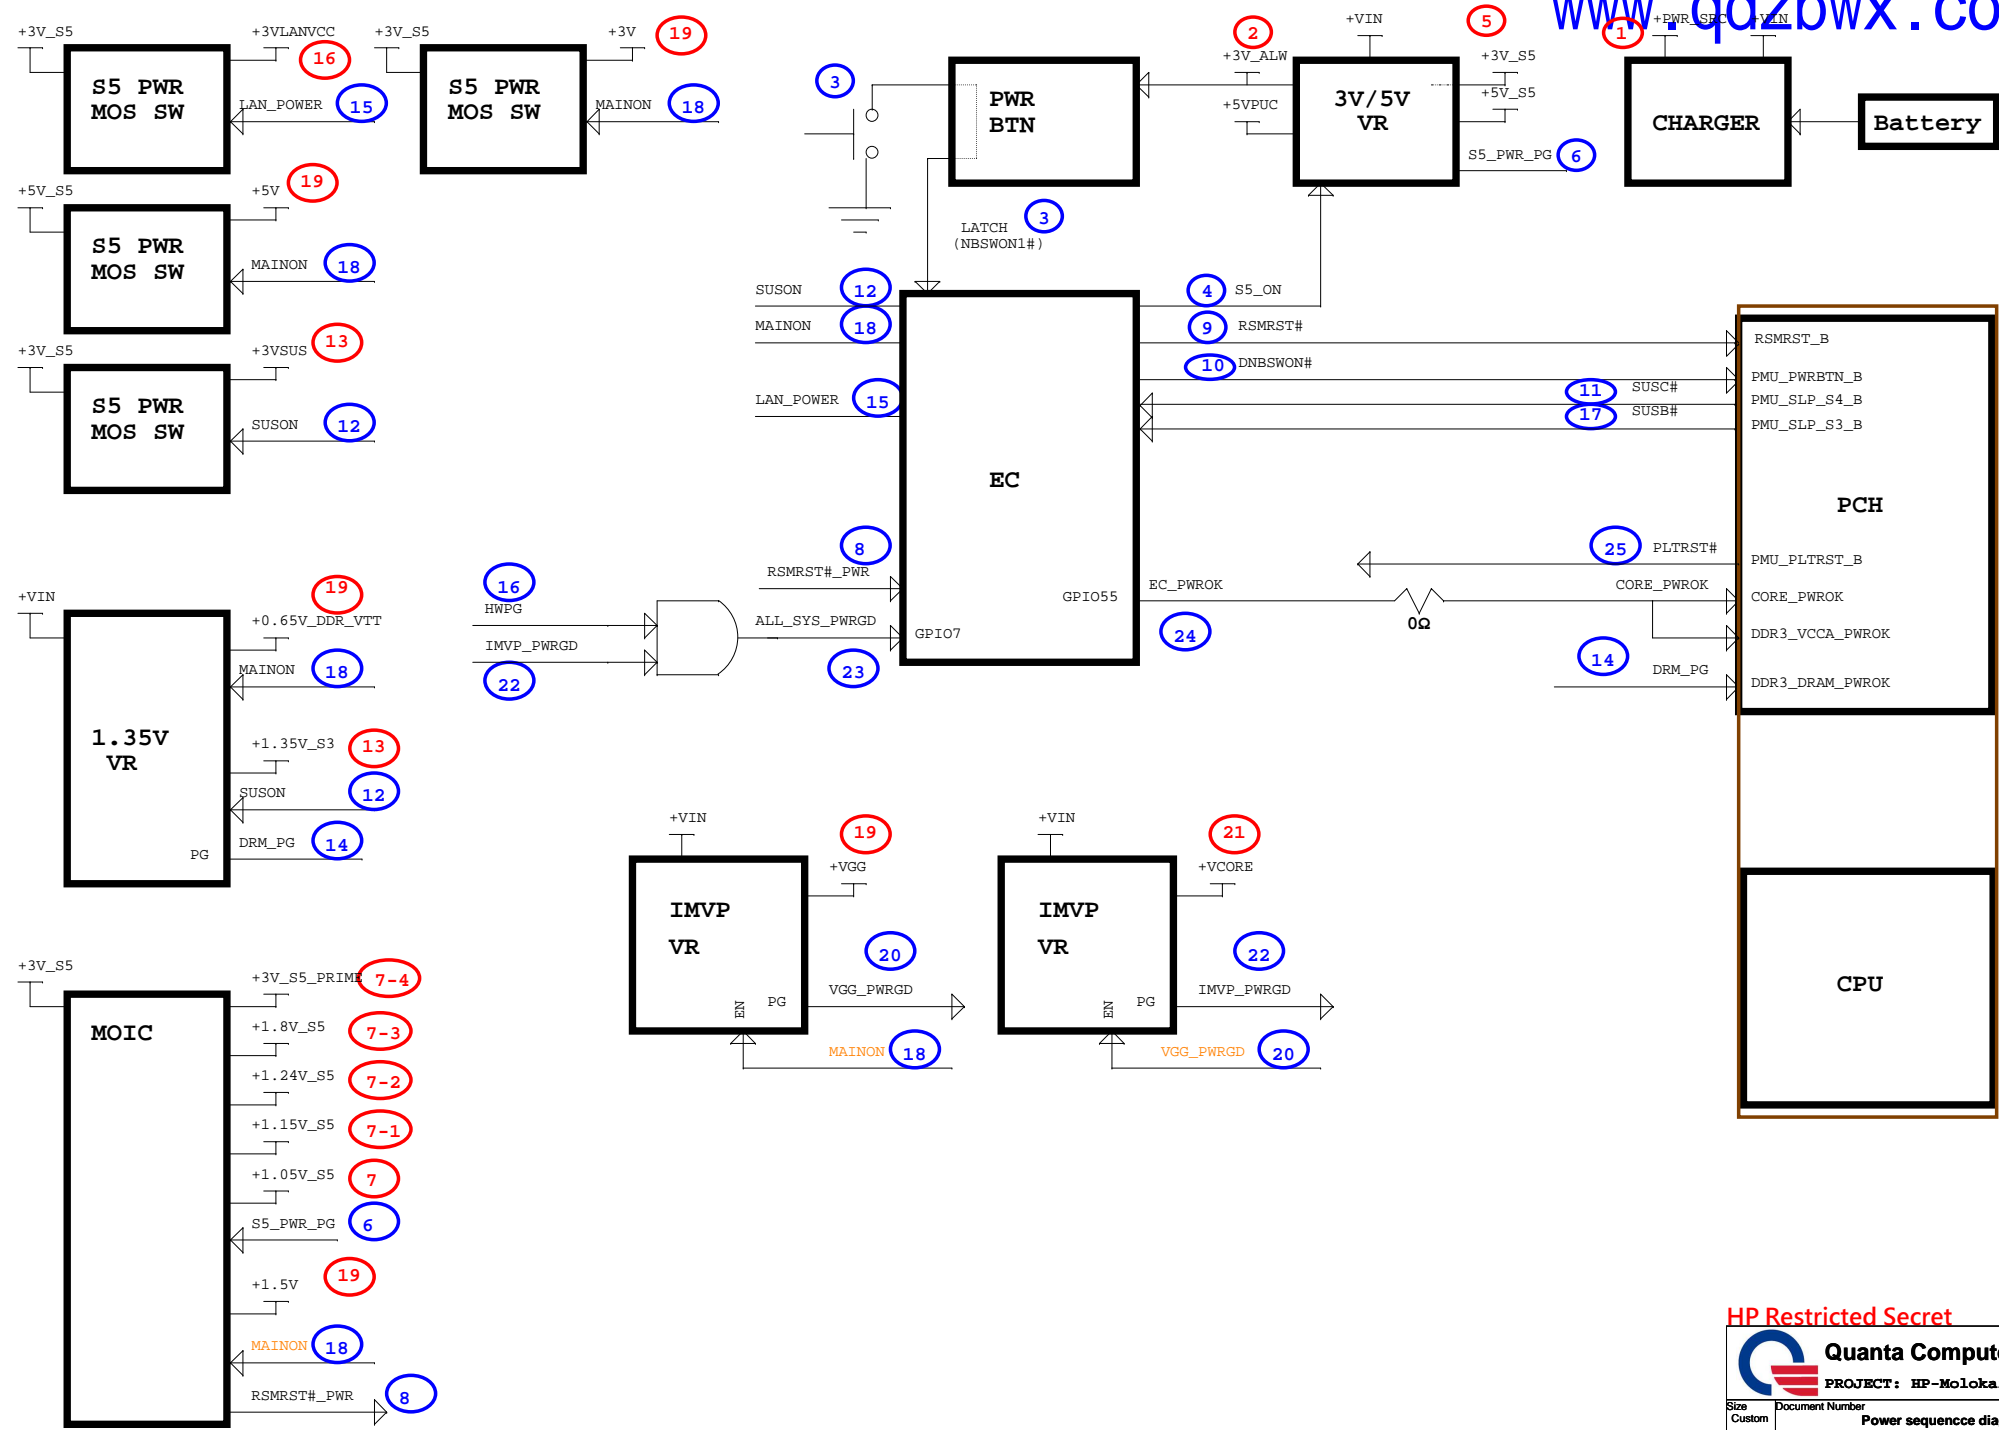 www.qdzbwx.co
+3V_S5
+3VLANVCC
16
S5 PWR
MOS SW
LAN_POWER
15
+3V_S5
+3V
19
S5 PWR
MOS SW
MAINON
18
3
PWR
BTN
LATCH
(NBSWON1#)
3
2
+3V_ALW
+5VPUC
+VIN
3V/5V
VR
5
+3V_S5
+5V_S5
S5_PWR_PG
6
1
+PWR_SRC
+VIN
CHARGER
Battery
+5V_S5
+5V
19
S5 PWR
MOS SW
MAINON
18
+3V_S5
+3VSUS
13
S5 PWR
MOS SW
SUSON
12
SUSON
12
MAINON
18
LAN_POWER
15
EC
4
S5_ON
9
RSMRST#
10
DNBSWON#
11
SUSC#
17
SUSB#
RSMRST_B
PMU_PWRBTN_B
PMU_SLP_S4_B
PMU_SLP_S3_B
PCH
8
RSMRST#_PWR
16
HWPG
IMVP_PWRGD
22
ALL_SYS_PWRGD
23
GPIO7
GPIO55
EC_PWROK
24
0Ω
25
PLTRST#
PMU_PLTRST_B
CORE_PWROK
CORE_PWROK
DDR3_VCCA_PWROK
14
DRM_PG
DDR3_DRAM_PWROK
+VIN
19
+0.65V_DDR_VTT
MAINON
18
1.35V
VR
+1.35V_S3
13
SUSON
12
PG
DRM_PG
14
+VIN
19
+VGG
IMVP
VR
20
VGG_PWRGD
EN
PG
MAINON
18
+VIN
21
+VCORE
IMVP
VR
22
IMVP_PWRGD
EN
PG
VGG_PWRGD
20
CPU
+3V_S5
MOIC
+3V_S5_PRIME
7-4
+1.8V_S5
7-3
+1.24V_S5
7-2
+1.15V_S5
7-1
+1.05V_S5
7
S5_PWR_PG
6
+1.5V
19
MAINON
18
RSMRST#_PWR
8
HP Restricted Secret
Quanta Compute
PROJECT: HP-Moloka
Size
Custom
Document Number
Power sequencce dia